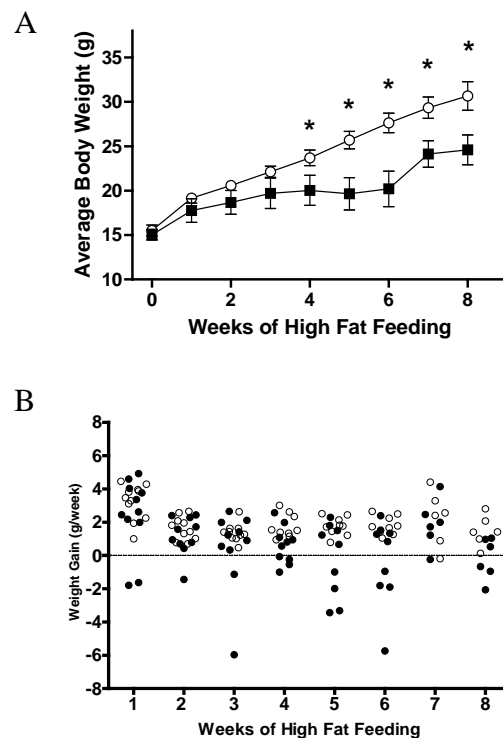 A
Average Body Weight (g)
35
30
25
20
15
10
* * * * *
0 2 4 6 8
Weeks of High Fat Feeding
B
Weight Gain (g/week)
8
6
4
2
0
-2
-4
-6
-8
1 2 3 4 5 6 7 8
Weeks of High Fat Feeding